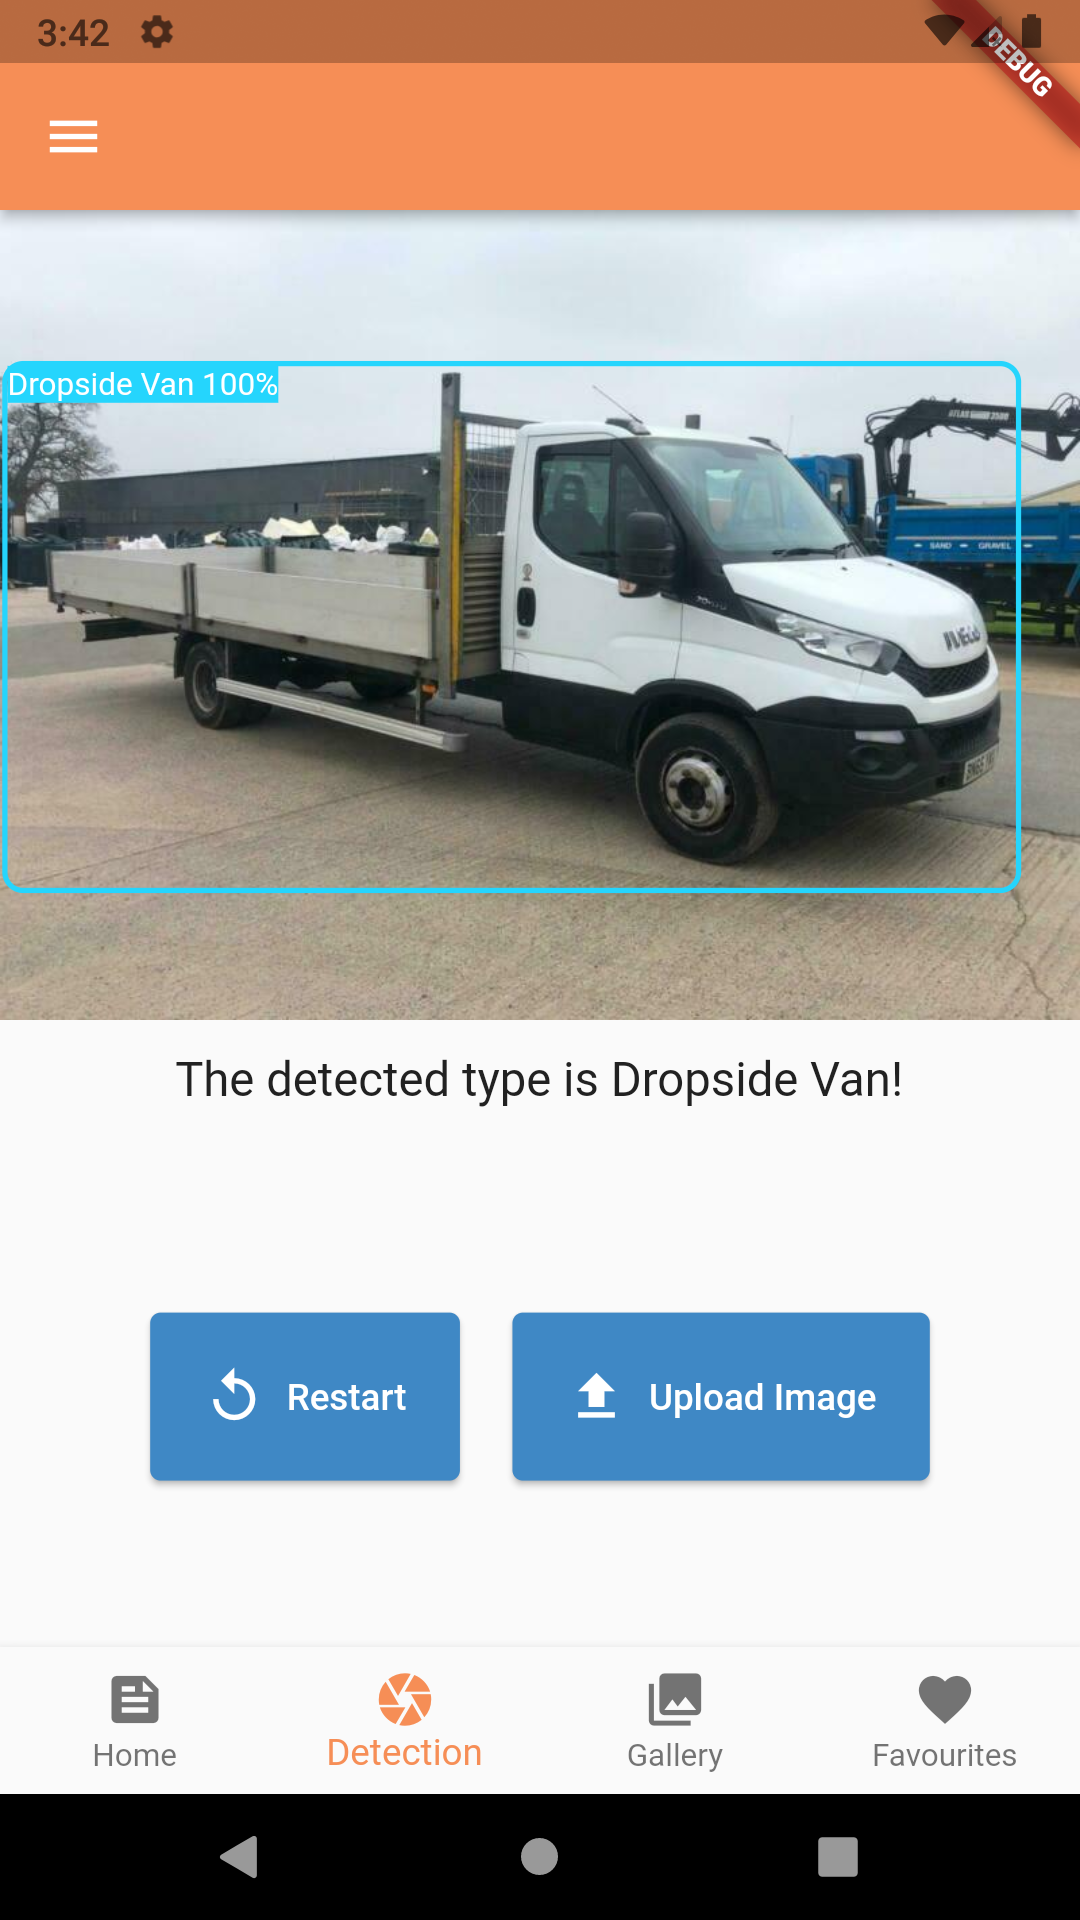 3:42
DEBUG
Dropside Van 100%
ATLAS
SAND - GRAVEL -
IVECO
The detected type is Dropside Van!
Restart
Upload Image
Home
Detection
Gallery
Favourites